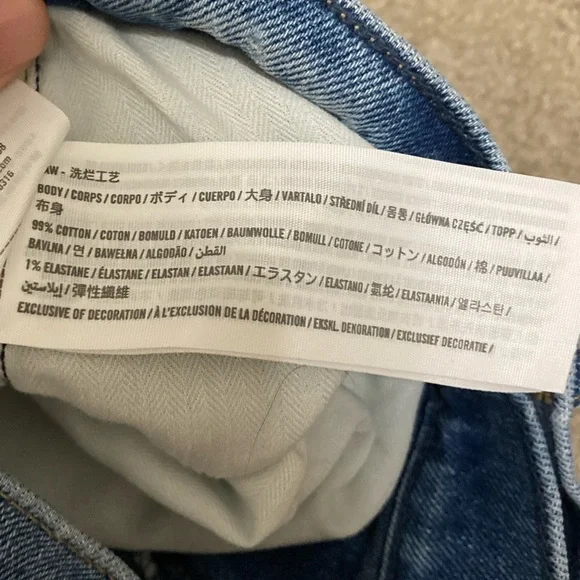 08
.com
0316
AW - 洗烂工艺
BODY / CORPS / CORPO / ボディ / CUERPO / 大身 / VARTALO / STŘEDNÍ DÍL / 몸통 / GŁÓWNA CZĘŚĆ / TOPP / الثوب /
布身
99% COTTON / COTON / BOMULD / KATOEN / BAUMWOLLE / BOMULL / COTONE / コットン / ALGODÓN / 棉 / PUUVILLAA /
BAVLNA / 면 / BAWEŁNA / ALGODÃO / القطن /
1% ELASTANE / ÉLASTANE / ELASTAN / ELASTAAN / エラスタン / ELASTANO / 氨纶 / ELASTAANIA / 엘라스틴 /
إيلاستين / 彈性纖維
EXCLUSIVE OF DECORATION / À L'EXCLUSION DE LA DÉCORATION / EKSKL. DEKORATION / EXCLUSIEF DECORATIE /